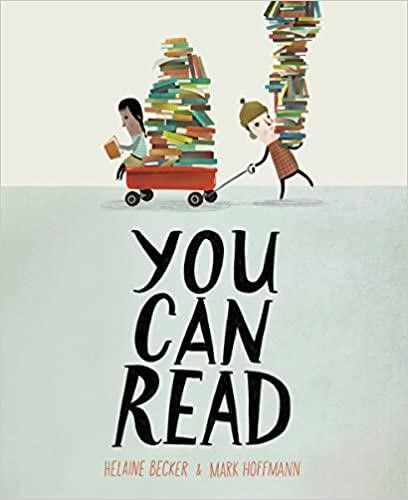 YOU
CAN
READ
HELAINE BECKER & MARK HOFFMANN